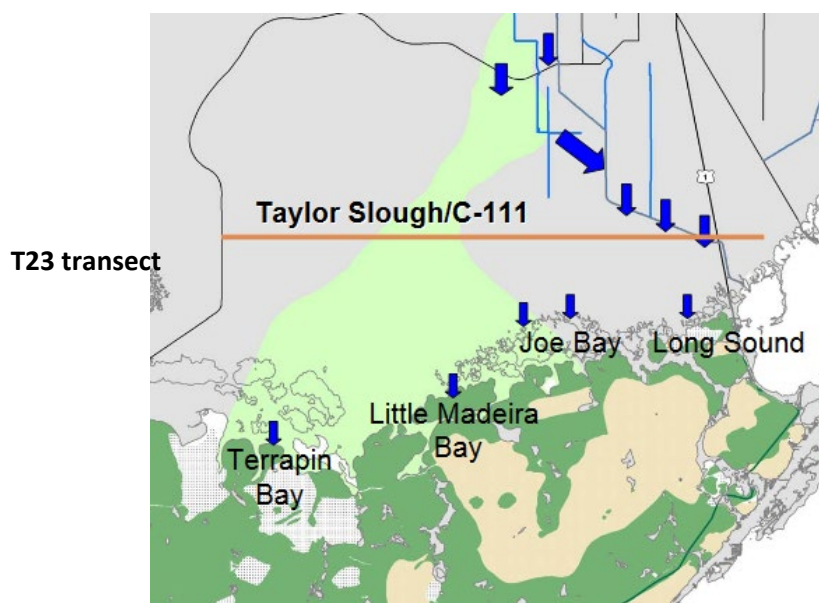 1
Taylor Slough/C-111
T23 transect
Joe Bay
Long Sound
Little Madeira
Bay
Terrapin
Bay